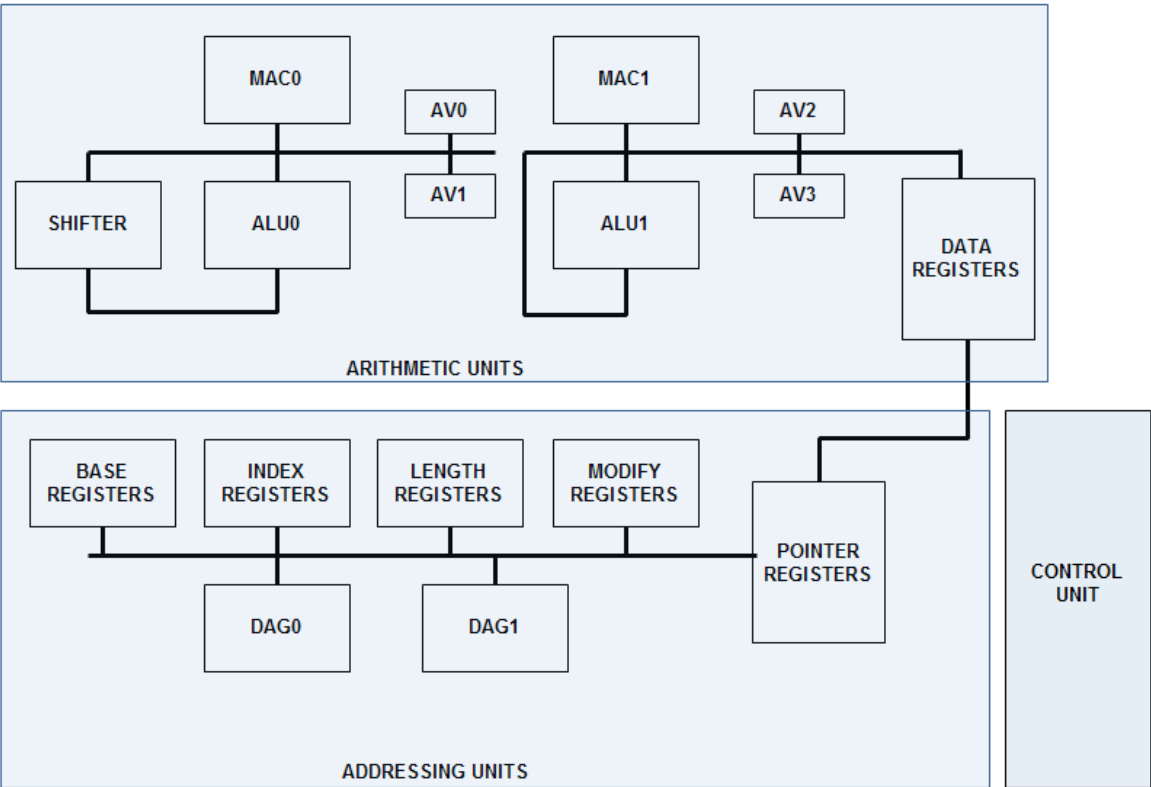 MAC0
MAC1
AV0
AV2
SHIFTER
ALU0
AV1
ALU1
AV3
DATA
REGISTERS
ARITHMETIC UNITS
BASE
REGISTERS
INDEX
REGISTERS
LENGTH
REGISTERS
MODIFY
REGISTERS
POINTER
REGISTERS
CONTROL
UNIT
DAG0
DAG1
ADDRESSING UNITS